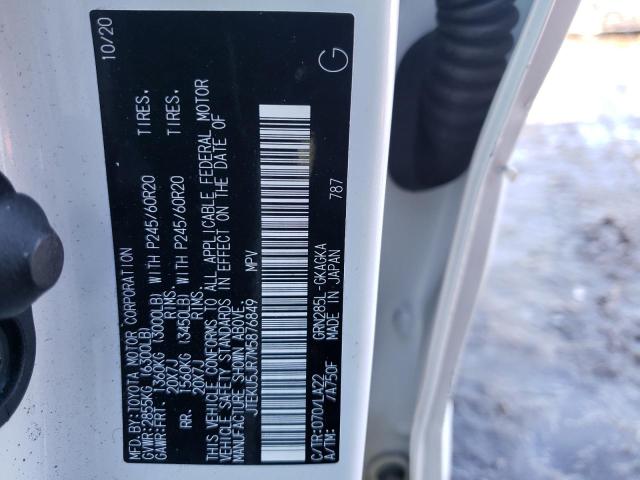 MFD.BY:TOYOTA MOTOR CORPORATION 10/20
GVWR:2855KG (6300LB)
GAWR:FRT. 1360KG (3000LB) WITH P245/60R20 TIRES.
20X7J RIMS
RR. 1560KG (3450LB) WITH P245/60R20 TIRES.
20X7J RIMS
THIS VEHICLE CONFORMS TO ALL APPLICABLE FEDERAL MOTOR
VEHICLE SAFETY STANDARDS IN EFFECT ON THE DATE OF
MANUFACTURE SHOWN ABOVE.
JTEKU5JR7N5876849 MPV
C/TR:070/LA22 GRN285L-GKAGKA 787
A/TM: /A750F MADE IN JAPAN
G